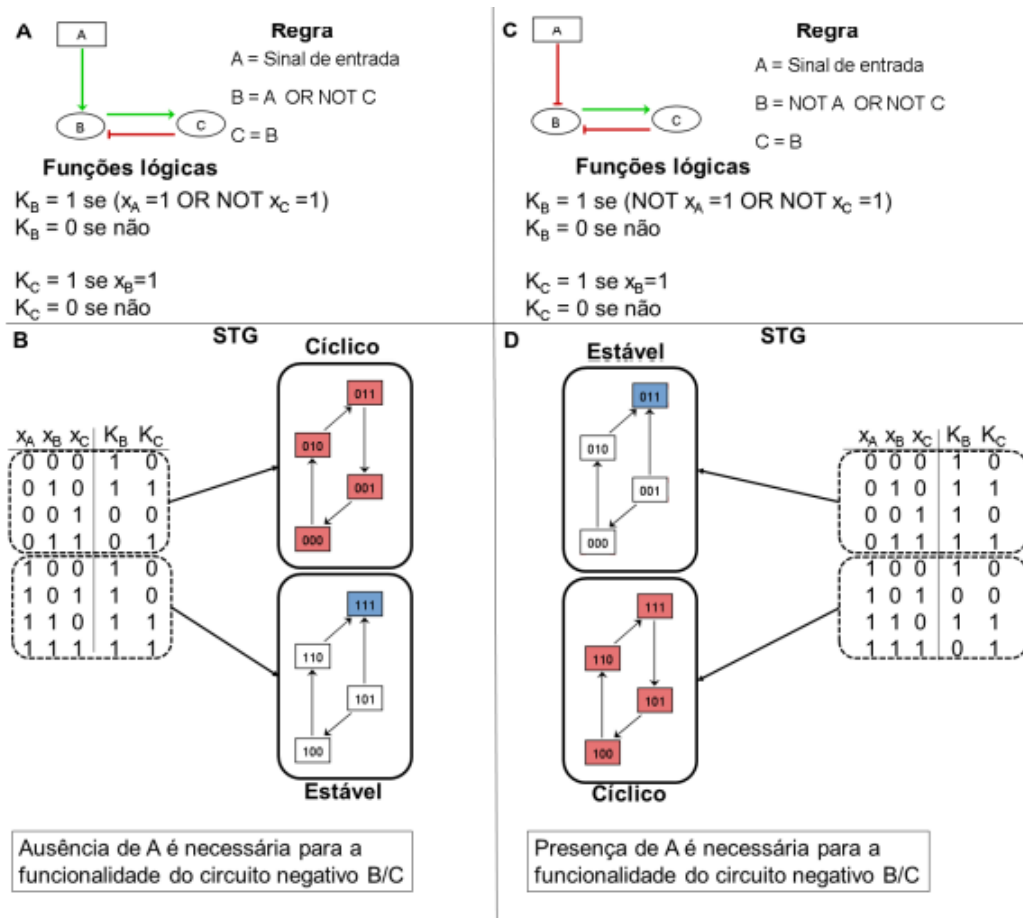 A
A
B
C
Regra
A = Sinal de entrada
B = A OR NOT C
C = B
Funções lógicas
K_B = 1 se (x_A =1 OR NOT x_C =1)
K_B = 0 se não
K_C = 1 se x_B=1
K_C = 0 se não
C
A
B
C
Regra
A = Sinal de entrada
B = NOT A OR NOT C
C = B
Funções lógicas
K_B = 1 se (NOT x_A =1 OR NOT x_C =1)
K_B = 0 se não
K_C = 1 se x_B=1
K_C = 0 se não
B
STG
x_A x_B x_C K_B K_C
0 0 0 1 0
0 1 0 1 1
0 0 1 0 0
0 1 1 0 1
1 0 0 1 0
1 0 1 1 0
1 1 0 1 1
1 1 1 1 1
Cíclico
011
010
001
000
111
110
101
100
Estável
Ausência de A é necessária para a
funcionalidade do circuito negativo B/C
D
STG
Estável
011
010
001
000
111
110
101
100
Cíclico
x_A x_B x_C K_B K_C
0 0 0 1 0
0 1 0 1 1
0 0 1 1 0
0 1 1 1 1
1 0 0 1 0
1 0 1 0 0
1 1 0 1 1
1 1 1 0 1
Presença de A é necessária para a
funcionalidade do circuito negativo B/C